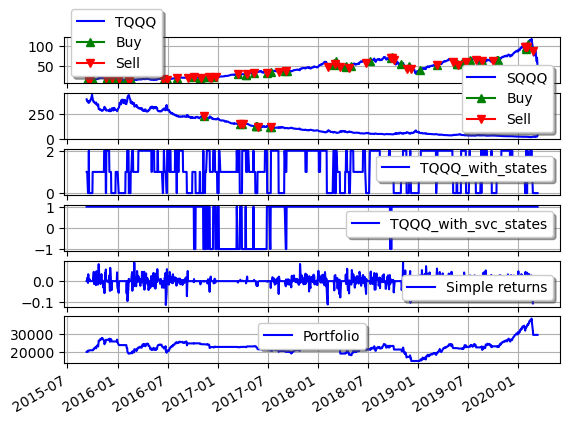 TQQQ
Buy
Sell
100
50
SQQQ
Buy
Sell
250
0
TQQQ_with_states
2
0
TQQQ_with_svc_states
1
0
−1
Simple returns
0.0
−0.1
Portfolio
30000
20000
2015-07 2016-01 2016-07 2017-01 2017-07 2018-01 2018-07 2019-01 2019-07 2020-01